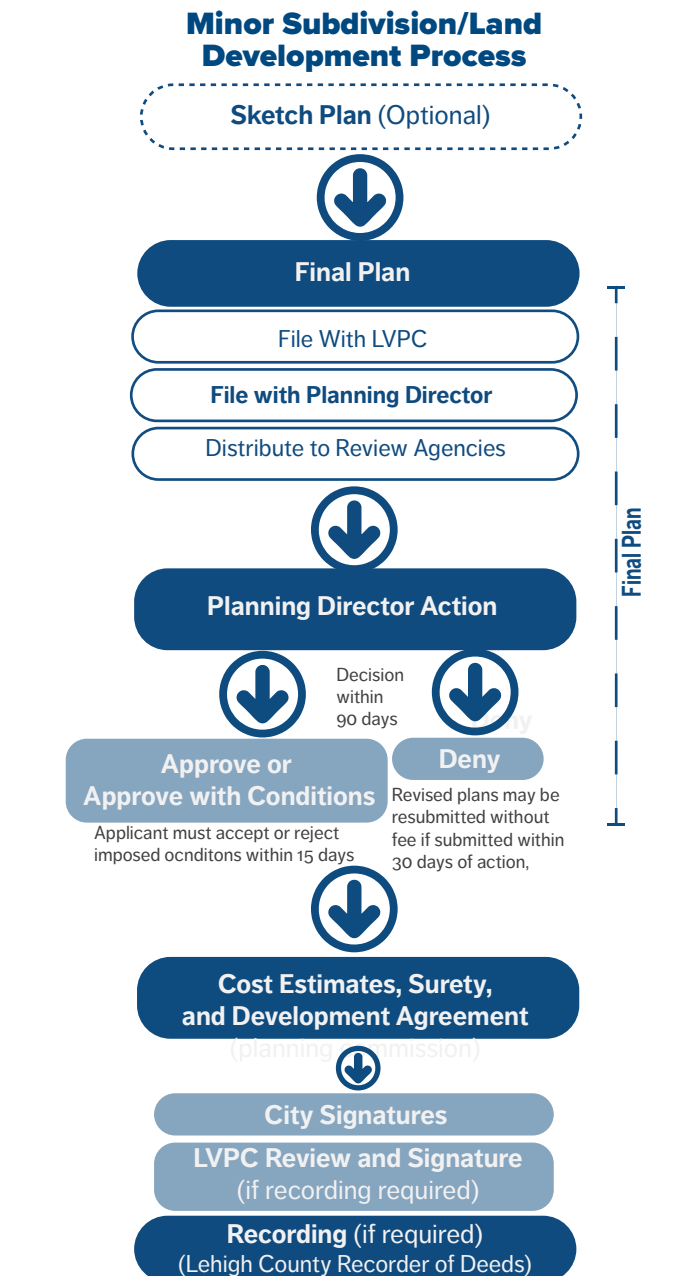 Minor Subdivision/Land
Development Process
Sketch Plan (Optional)
Final Plan
File With LVPC
File with Planning Director
Distribute to Review Agencies
Final Plan
Planning Director Action
Decision
within
90 days
Deny
Approve or
Approve with Conditions
Deny
Applicant must accept or reject
imposed ocnditons within 15 days
Revised plans may be
resubmitted without
fee if submitted within
30 days of action,
Cost Estimates, Surety,
and Development Agreement
(planning commission)
City Signatures
LVPC Review and Signature
(if recording required)
Recording (if required)
(Lehigh County Recorder of Deeds)